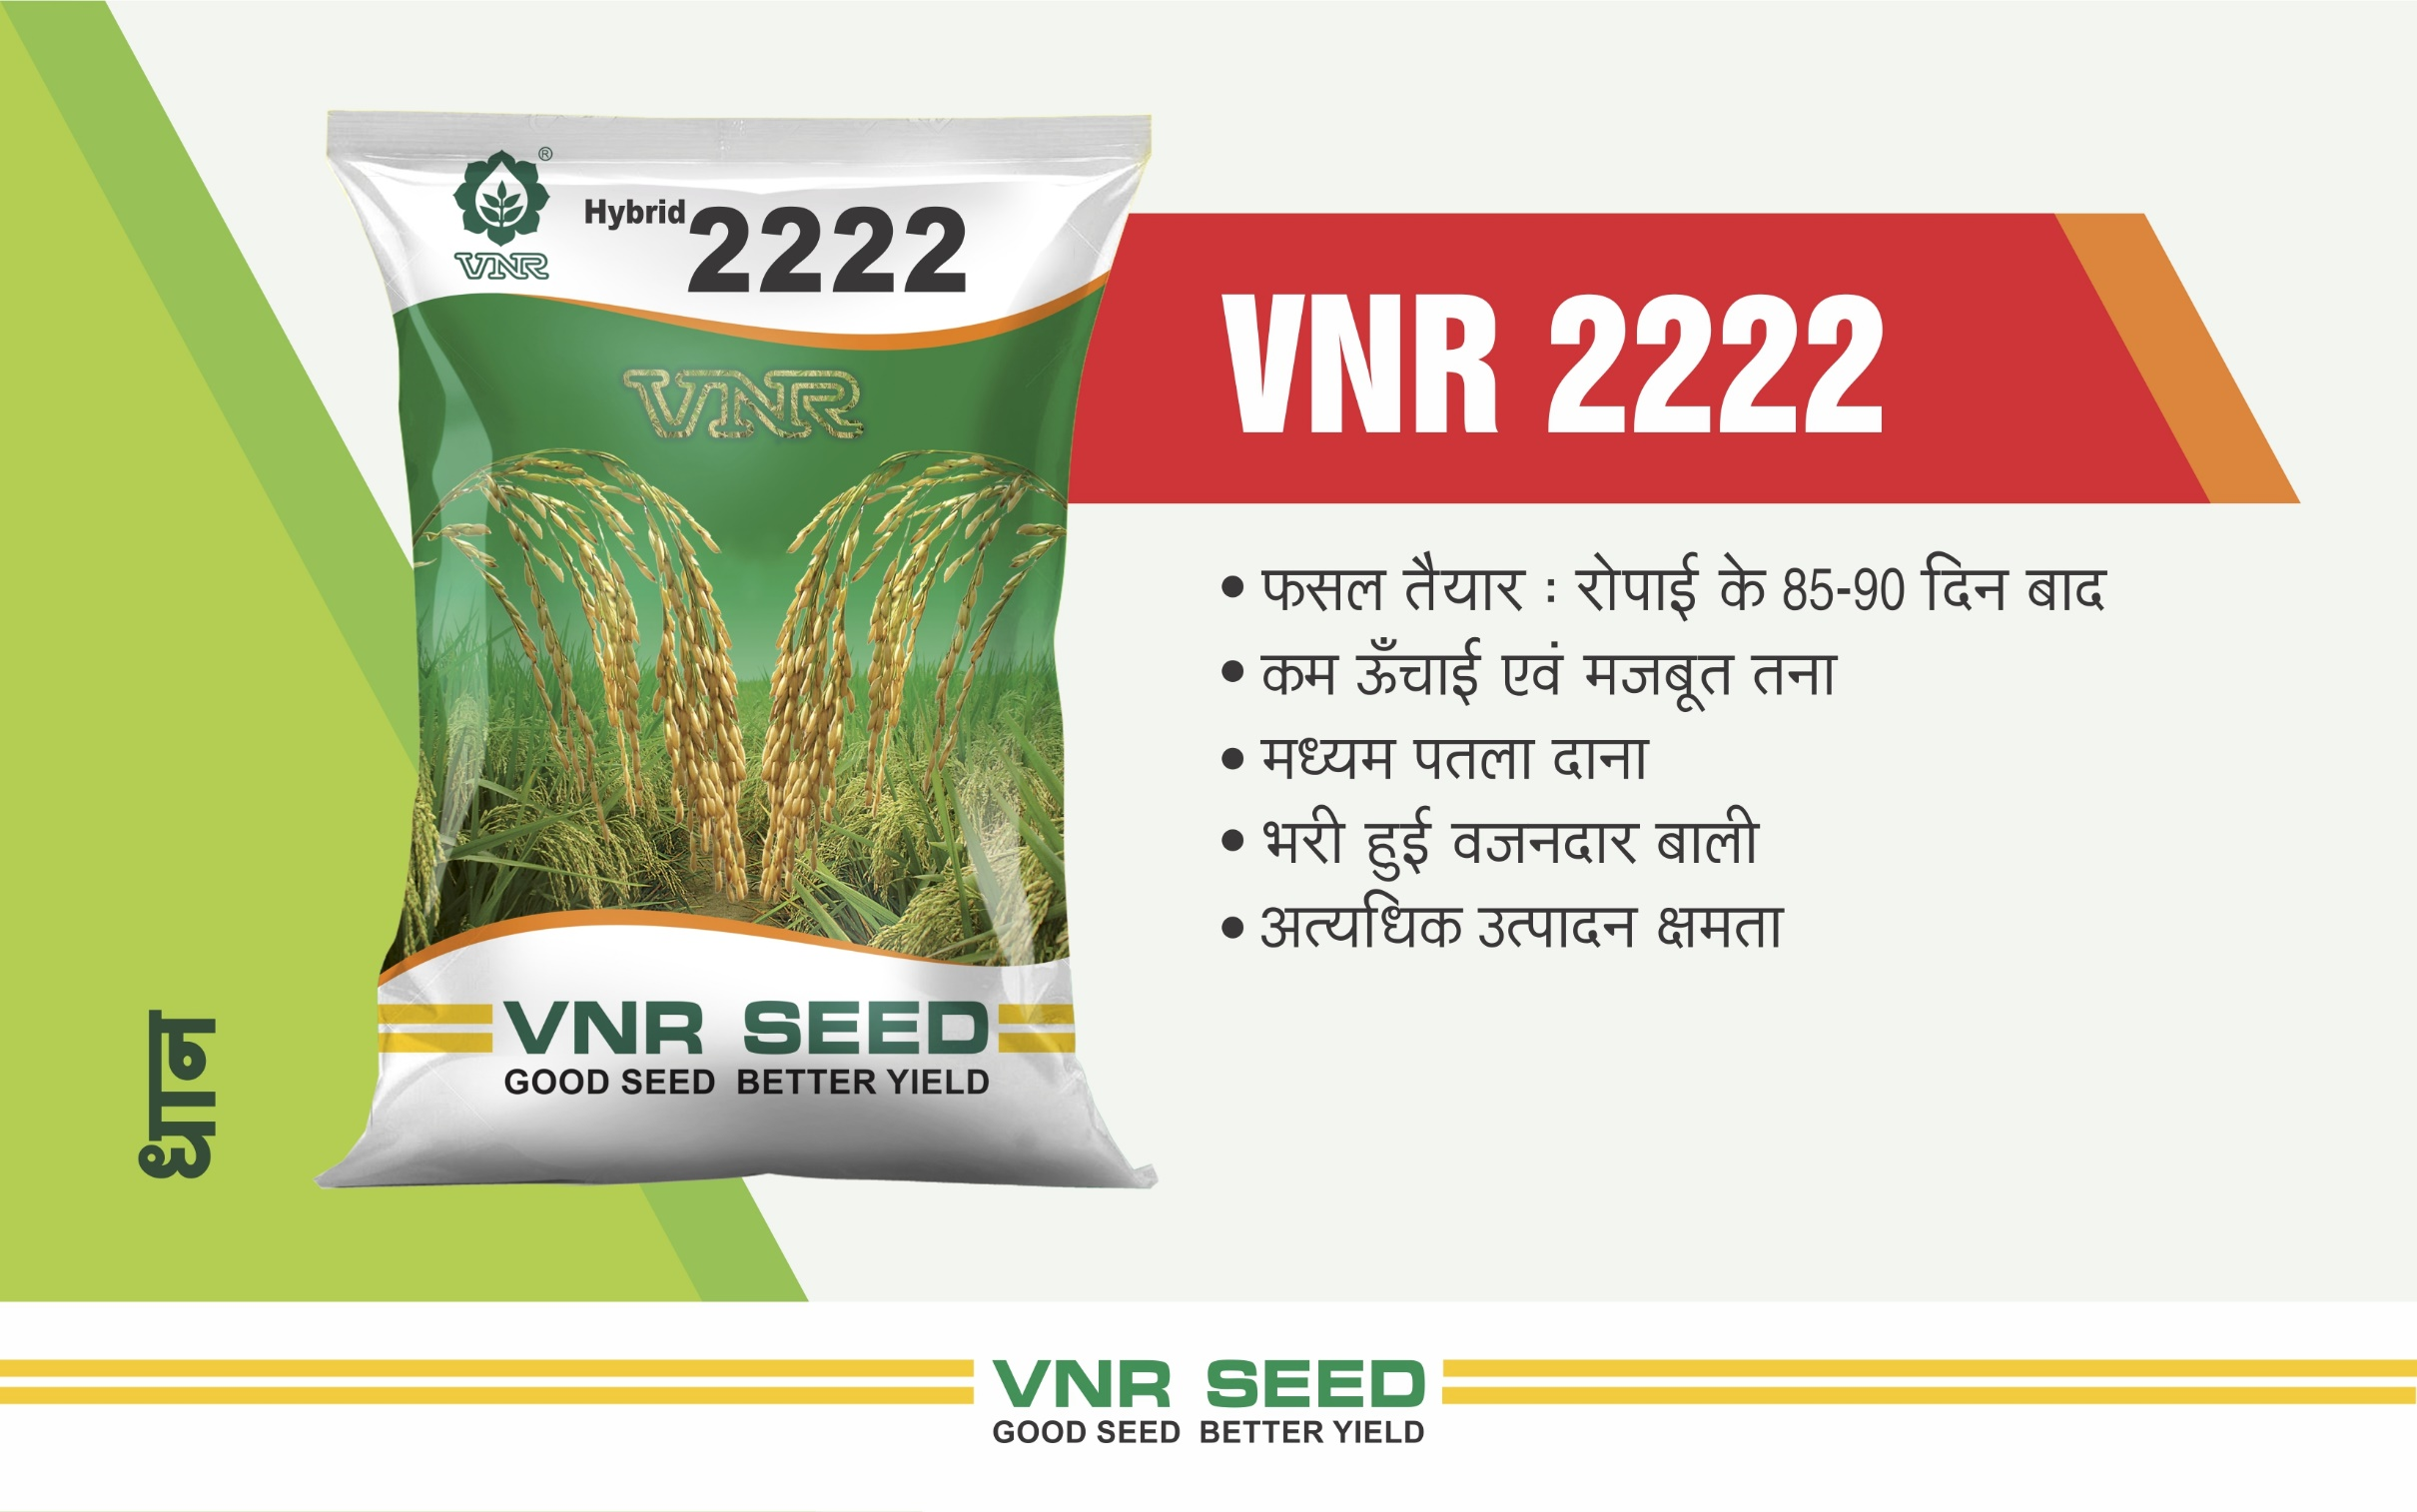 ®
VNR
Hybrid 2222
VNR
VNR SEED
GOOD SEED BETTER YIELD
धान
VNR 2222
• फसल तैयार : रोपाई के 85-90 दिन बाद
• कम ऊँचाई एवं मजबूत तना
• मध्यम पतला दाना
• भरी हुई वजनदार बाली
• अत्यधिक उत्पादन क्षमता
VNR SEED
GOOD SEED BETTER YIELD